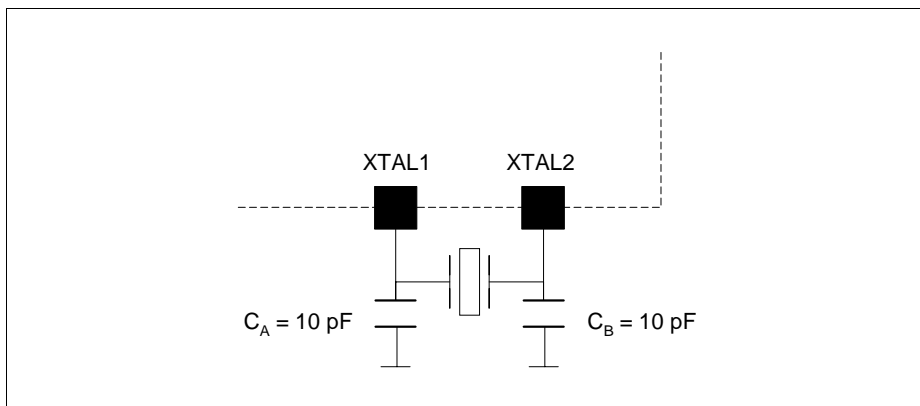 XTAL1
XTAL2
C_A = 10 pF
C_B = 10 pF